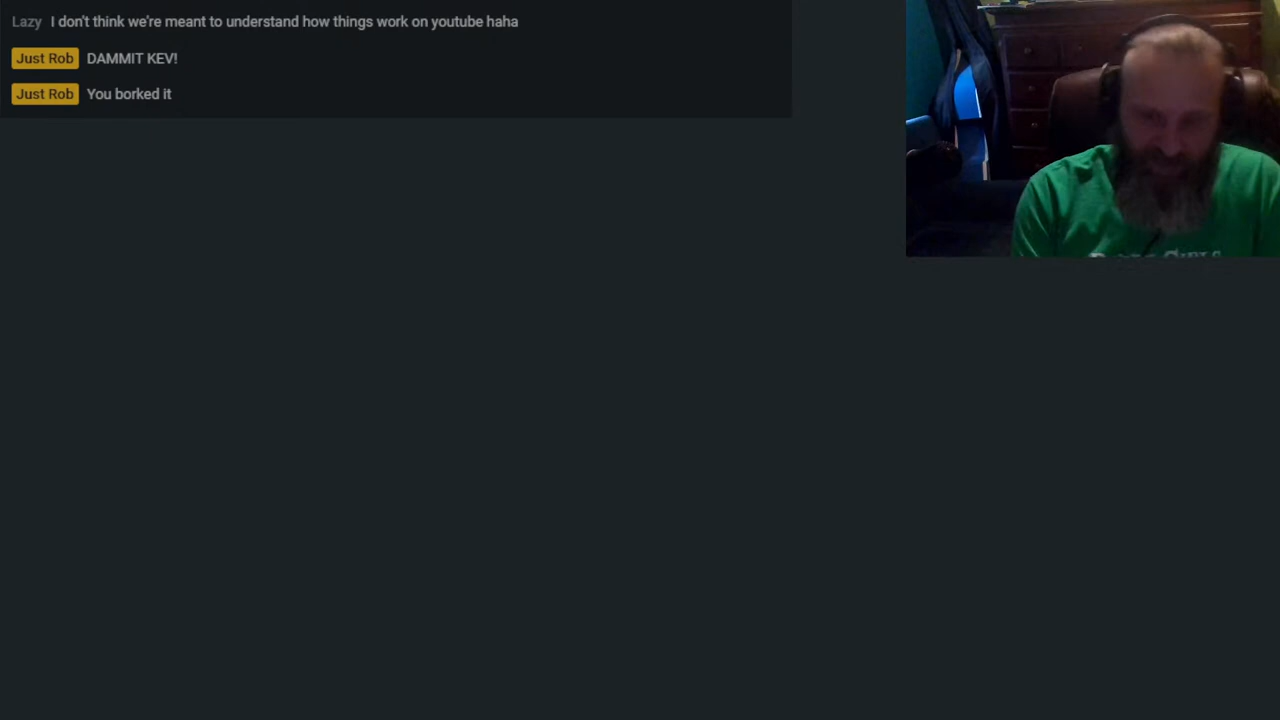 Lazy I don't think we're meant to understand how things work on youtube haha
Just Rob DAMMIT KEV!
Just Rob You borked it